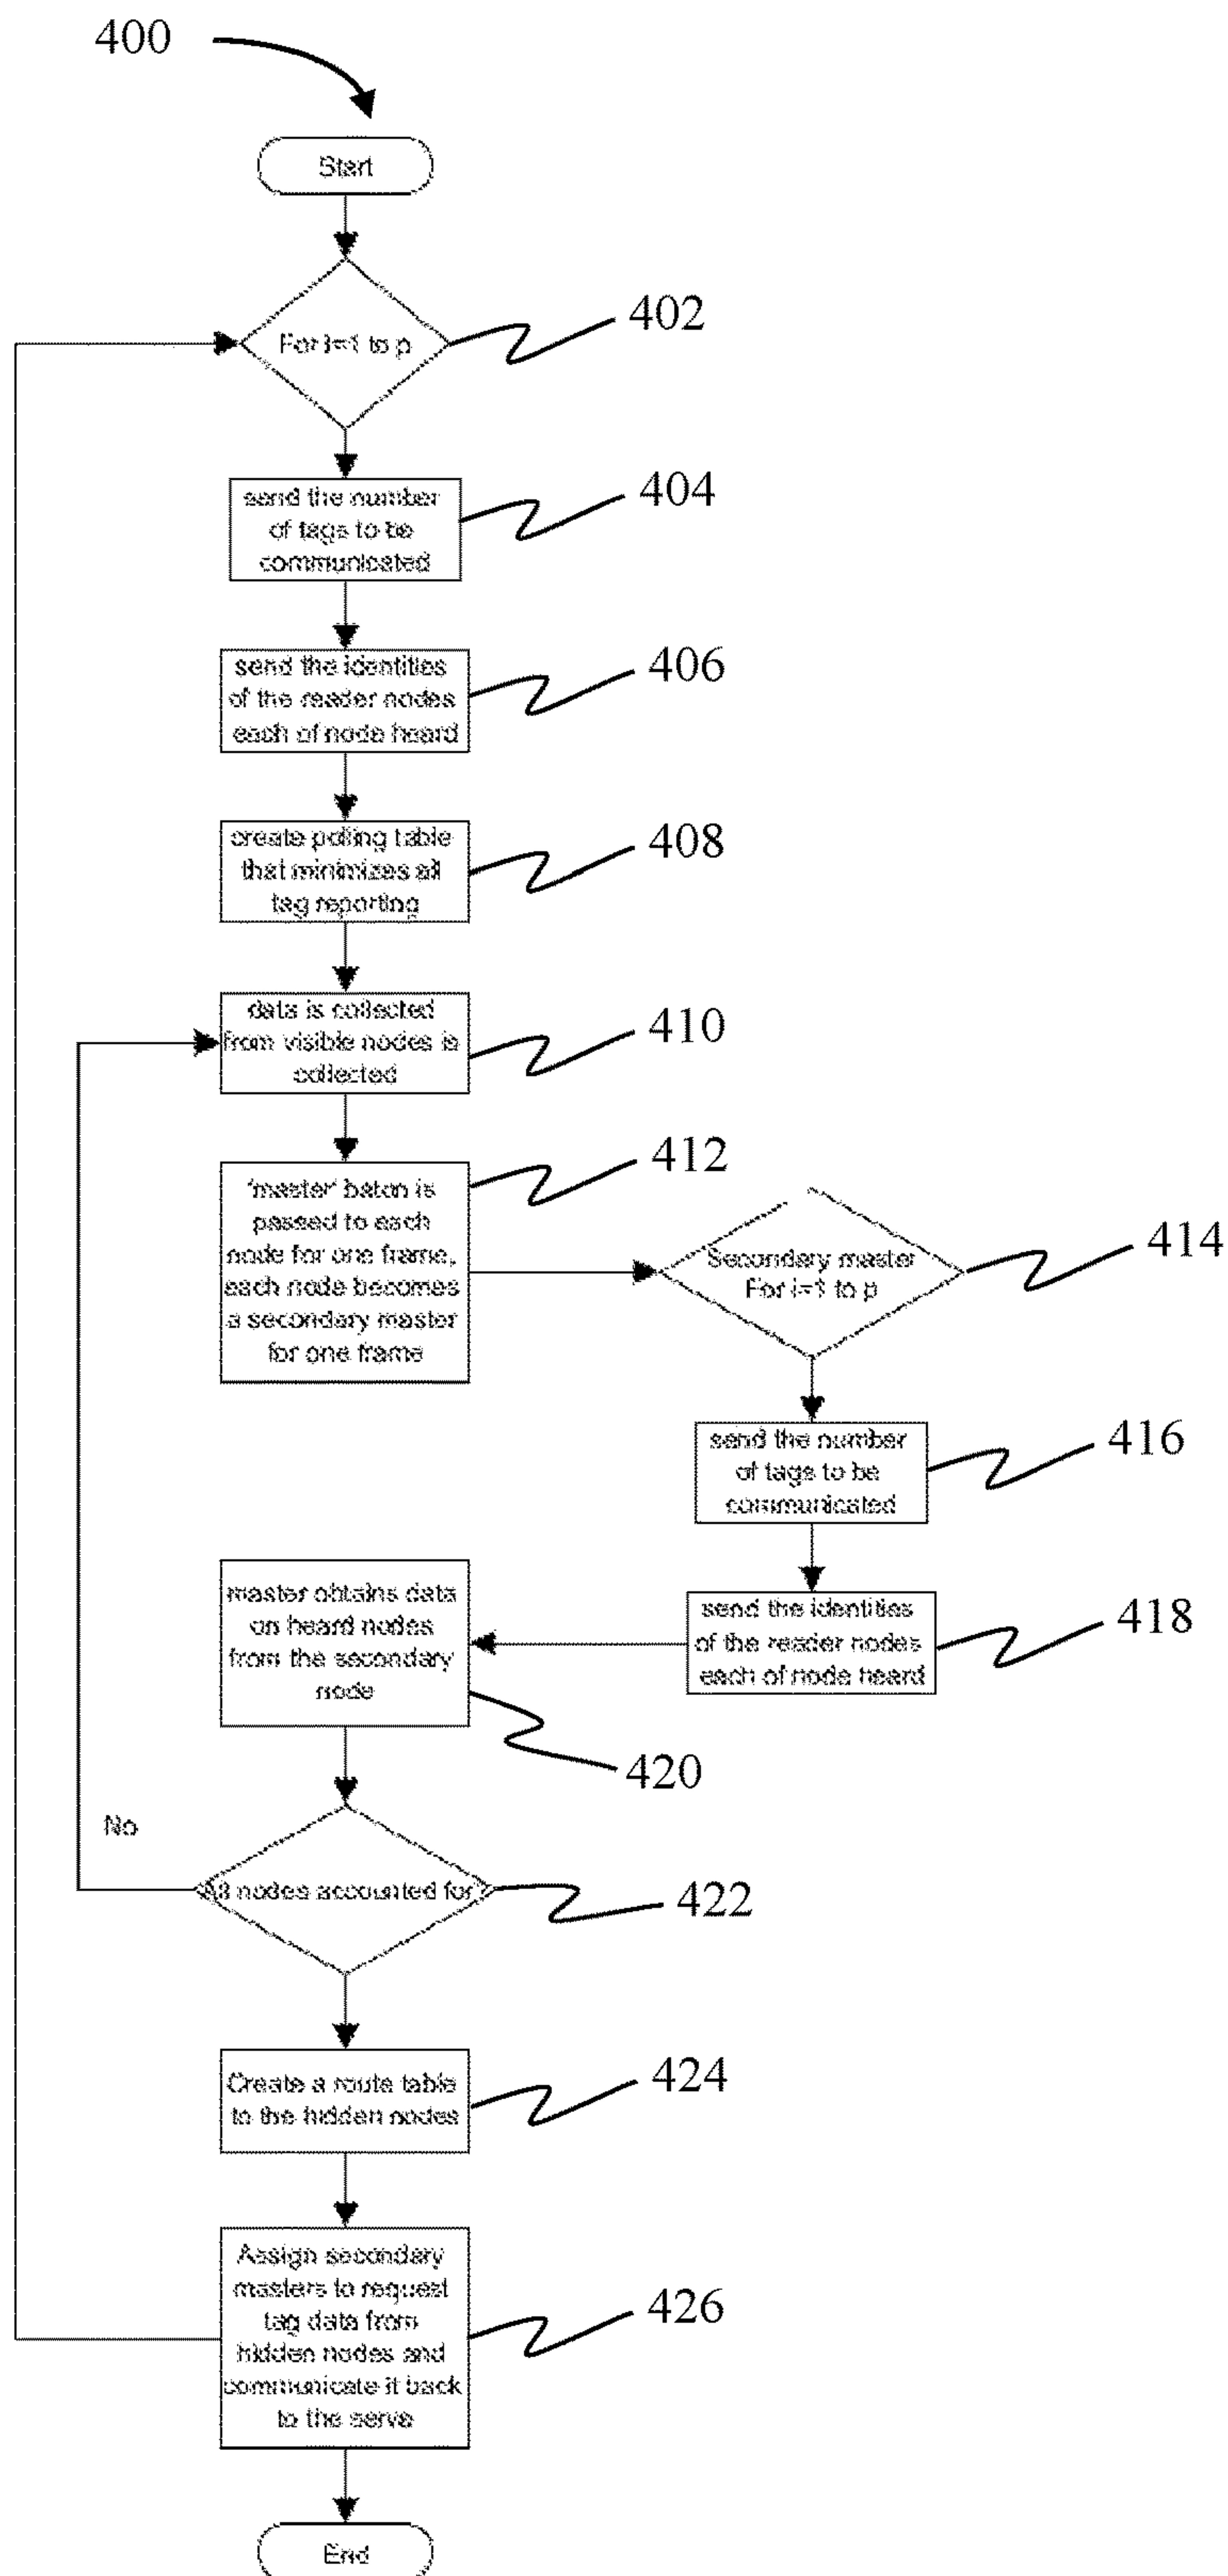 400
Start
For i=1 to p
402
send the number
of tags to be
communicated
404
send the identities
of the reader nodes
each of node heard
406
create polling table
that minimizes all
tag reporting
408
data is collected
from visible nodes is
collected
410
'master' baton is
passed to each
node for one frame,
each node becomes
a secondary master
for one frame
412
Secondary master
For i=1 to p
414
send the number
of tags to be
communicated
416
send the identities
of the reader nodes
each of node heard
418
master obtains data
on heard nodes
from the secondary
node
420
No
All nodes accounted for?
422
Create a route table
to the hidden nodes
424
Assign secondary
masters to request
tag data from
hidden nodes and
communicate it back
to the serve
426
End